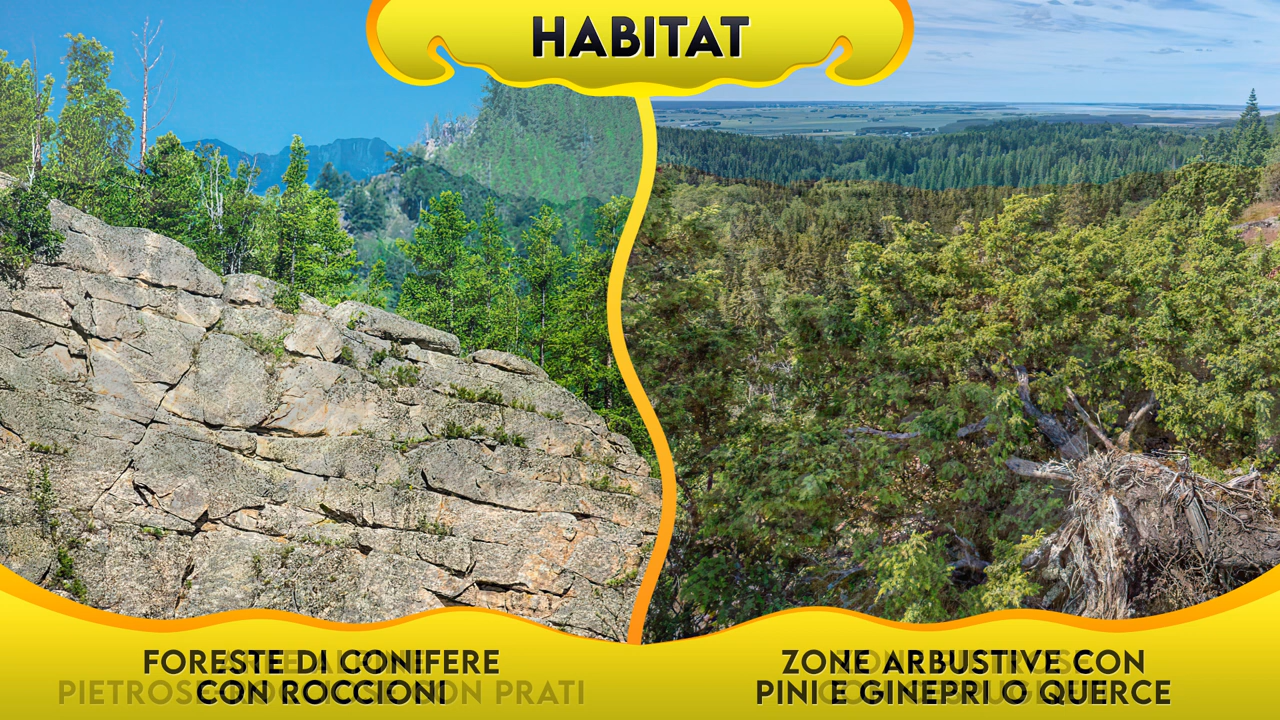 HABITAT
FORESTE DI CONIFERE
CON ROCCIONI
ZONE ARBUSTIVE CON
PINI E GINEPRI O QUERCE